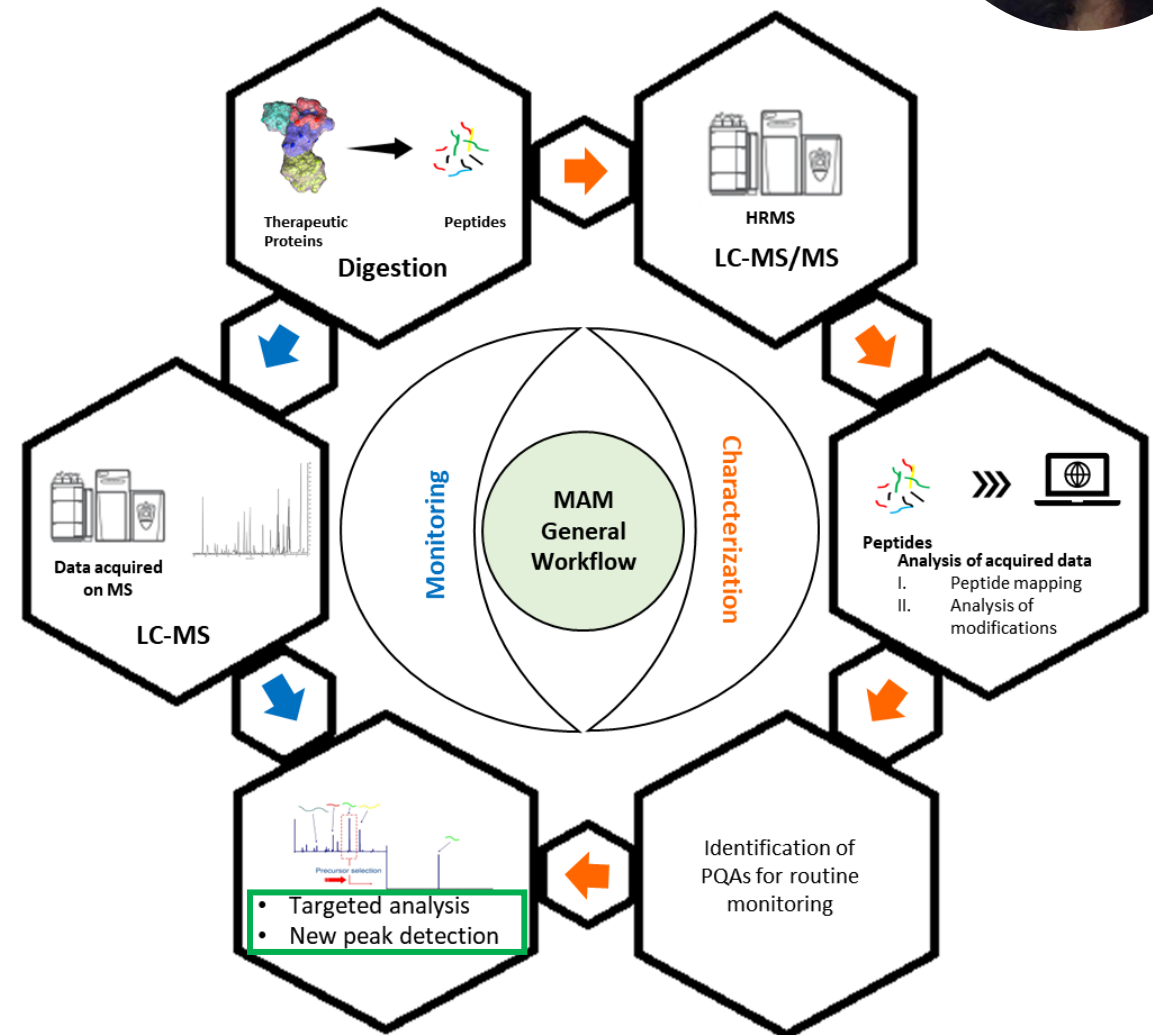 Therapeutic
Proteins
Peptides
Digestion
HRMS
LC-MS/MS
Peptides
Analysis of acquired data
I. Peptide mapping
II. Analysis of
modifications
Identification of
PQAs for routine
monitoring
Precursor selection
• Targeted analysis
• New peak detection
Data acquired
on MS
LC-MS
Monitoring
MAM
General
Workflow
Characterization